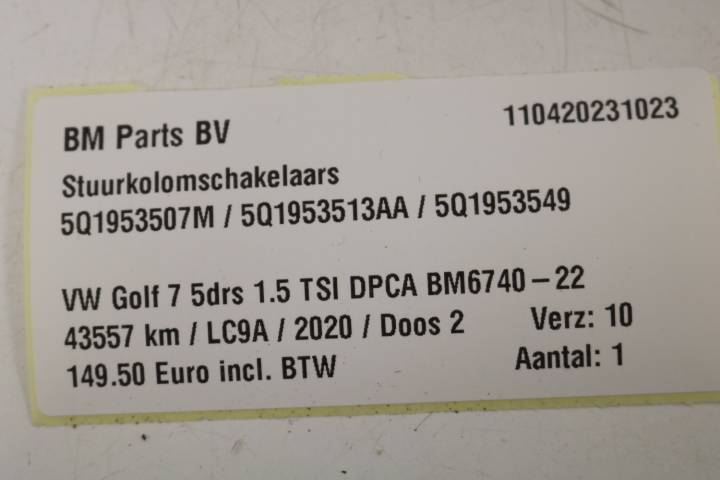 BM Parts BV 110420231023
Stuurkolomschakelaars
5Q1953507M / 5Q1953513AA / 5Q1953549
VW Golf 7 5drs 1.5 TSI DPCA BM6740-22
43557 km / LC9A / 2020 / Doos 2 Verz: 10
149.50 Euro incl. BTW Aantal: 1